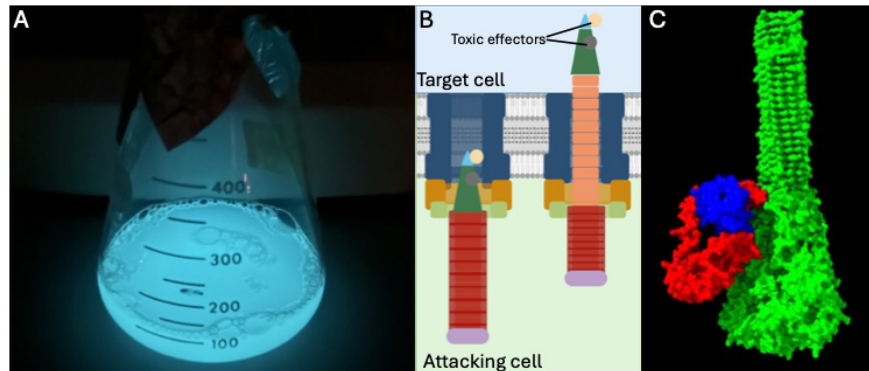 A
400
300
200
100
B
Toxic effectors
Target cell
Attacking cell
C